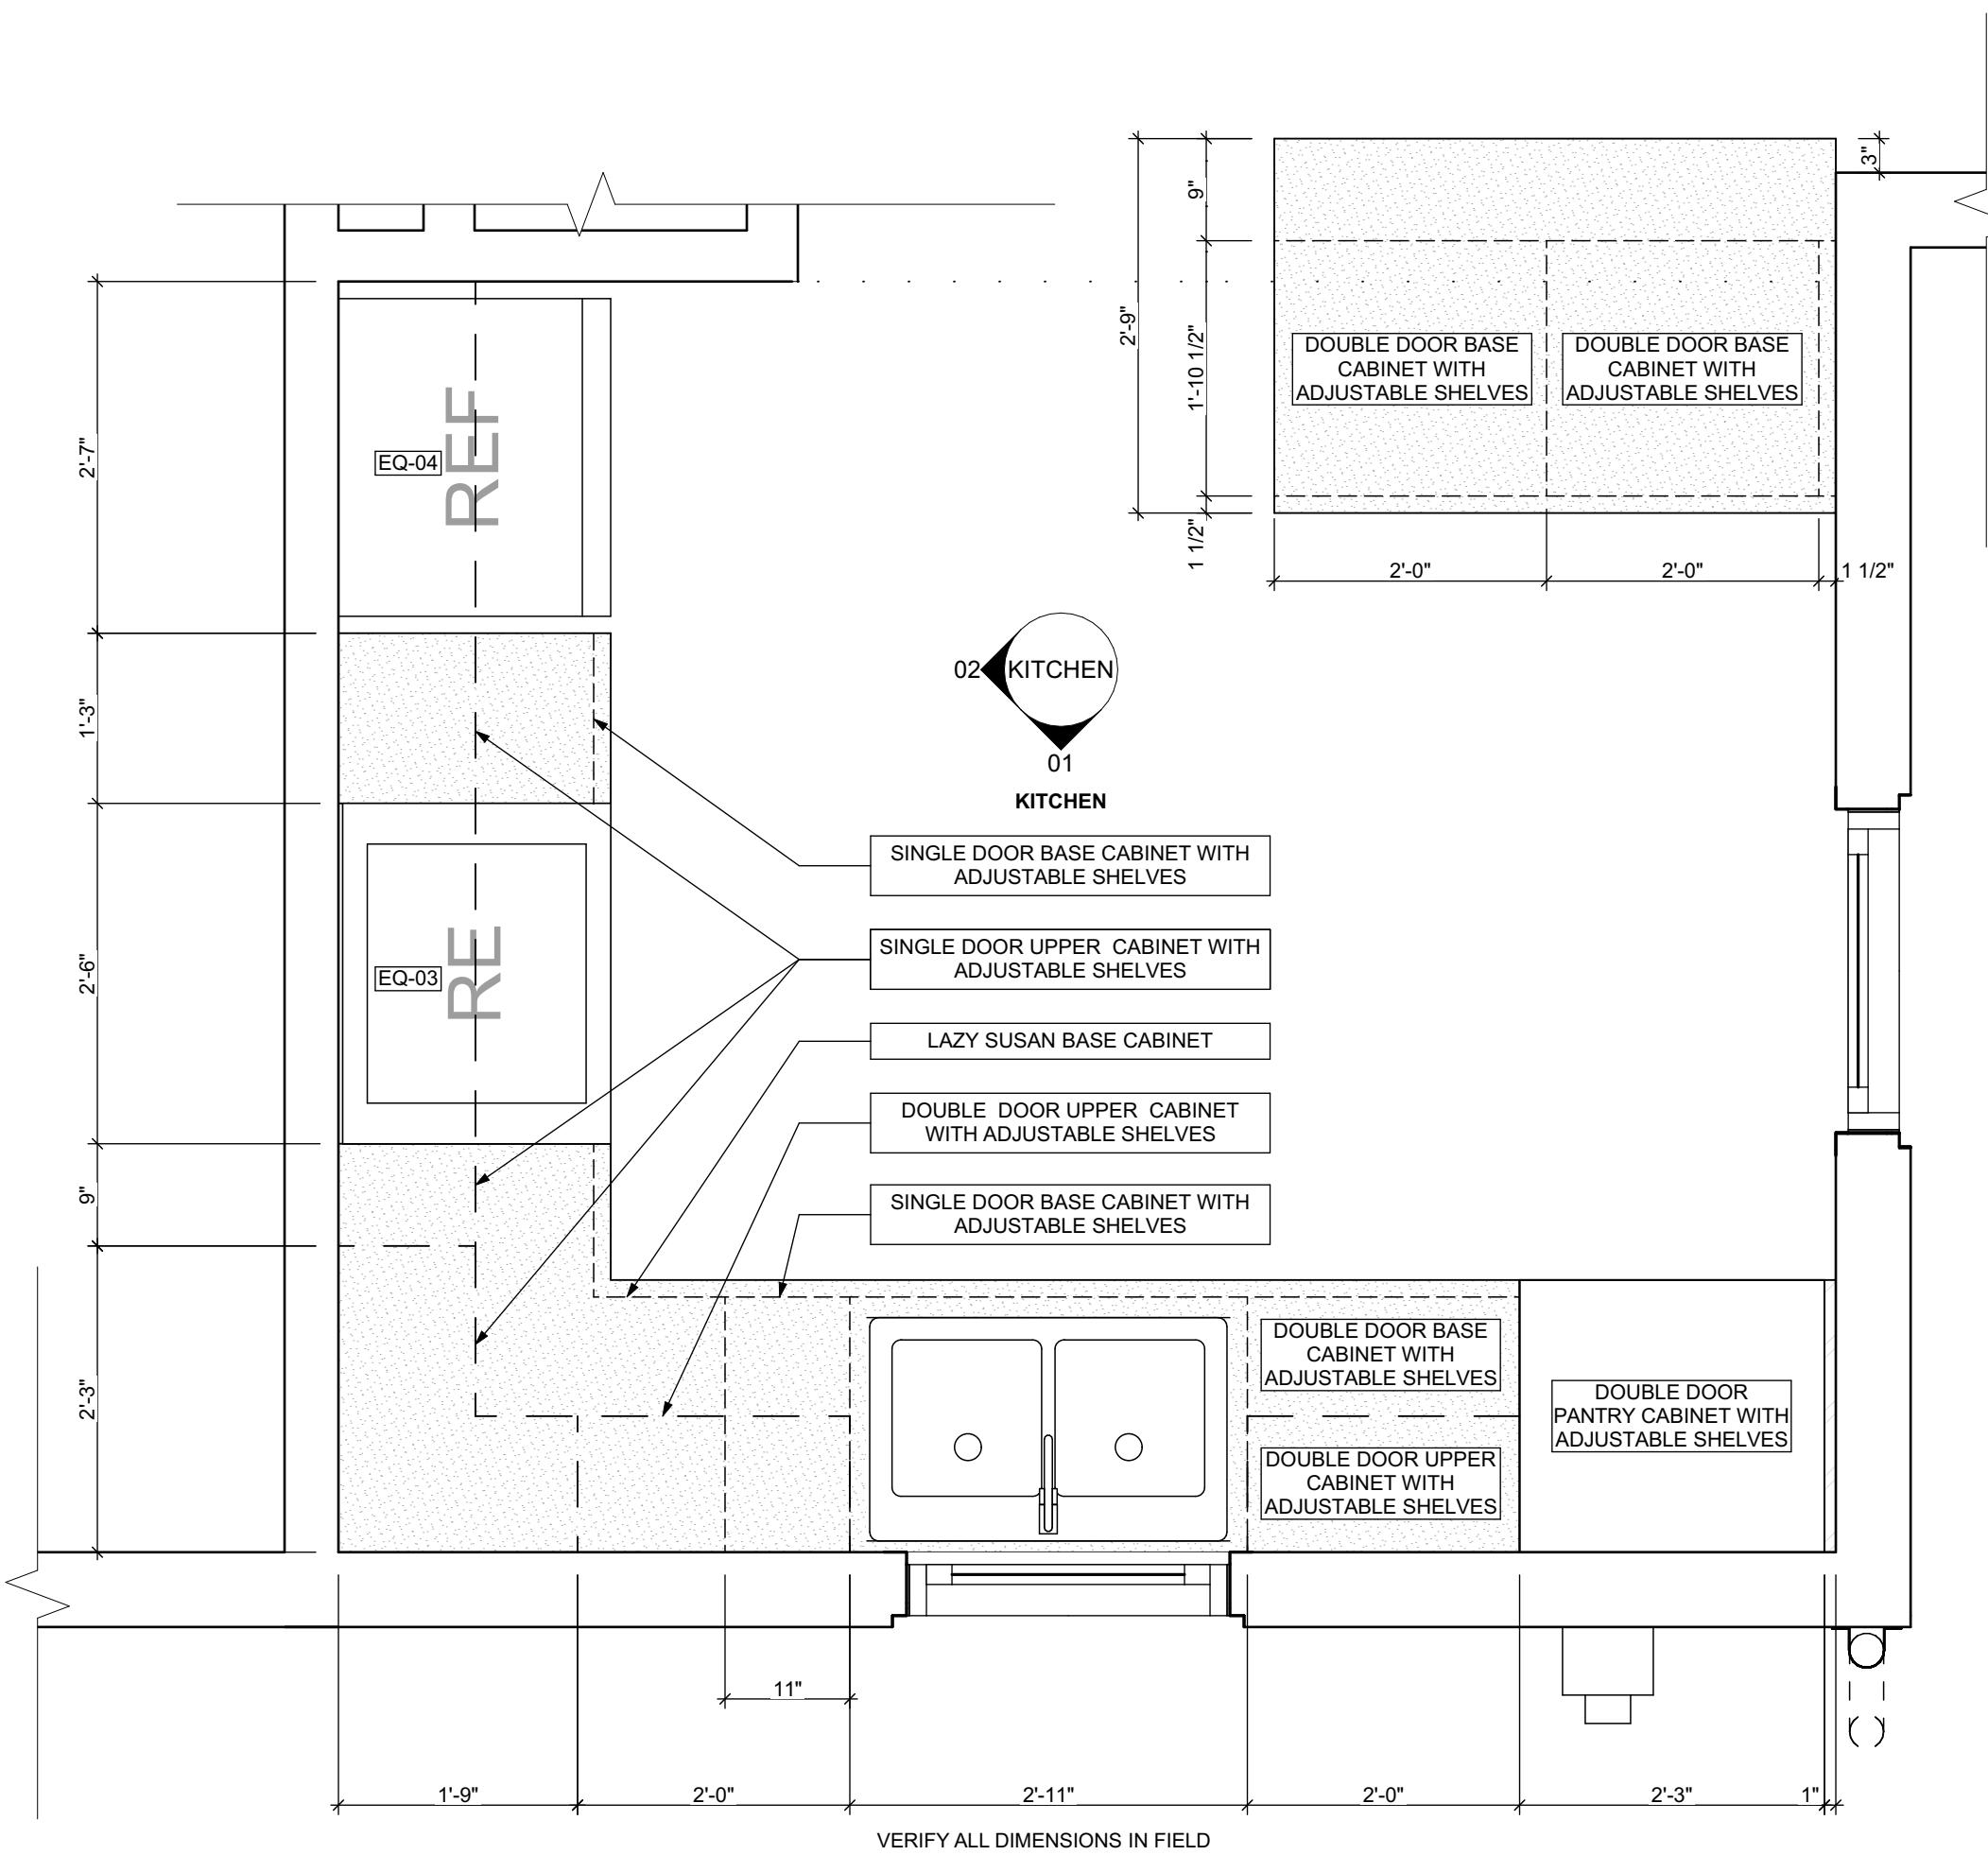 3"
9"
2'-9"
1'-10 1/2"
1 1/2"
DOUBLE DOOR BASE
CABINET WITH
ADJUSTABLE SHELVES
DOUBLE DOOR BASE
CABINET WITH
ADJUSTABLE SHELVES
2'-0"
2'-0"
1 1/2"
2'-7"
EQ-04
REF
1'-3"
02
KITCHEN
01
KITCHEN
SINGLE DOOR BASE CABINET WITH
ADJUSTABLE SHELVES
SINGLE DOOR UPPER CABINET WITH
ADJUSTABLE SHELVES
2'-6"
EQ-03
RE
LAZY SUSAN BASE CABINET
DOUBLE DOOR UPPER CABINET
WITH ADJUSTABLE SHELVES
SINGLE DOOR BASE CABINET WITH
ADJUSTABLE SHELVES
9"
2'-3"
DOUBLE DOOR BASE
CABINET WITH
ADJUSTABLE SHELVES
DOUBLE DOOR UPPER
CABINET WITH
ADJUSTABLE SHELVES
DOUBLE DOOR
PANTRY CABINET WITH
ADJUSTABLE SHELVES
11"
1'-9"
2'-0"
2'-11"
2'-0"
2'-3"
1"
VERIFY ALL DIMENSIONS IN FIELD